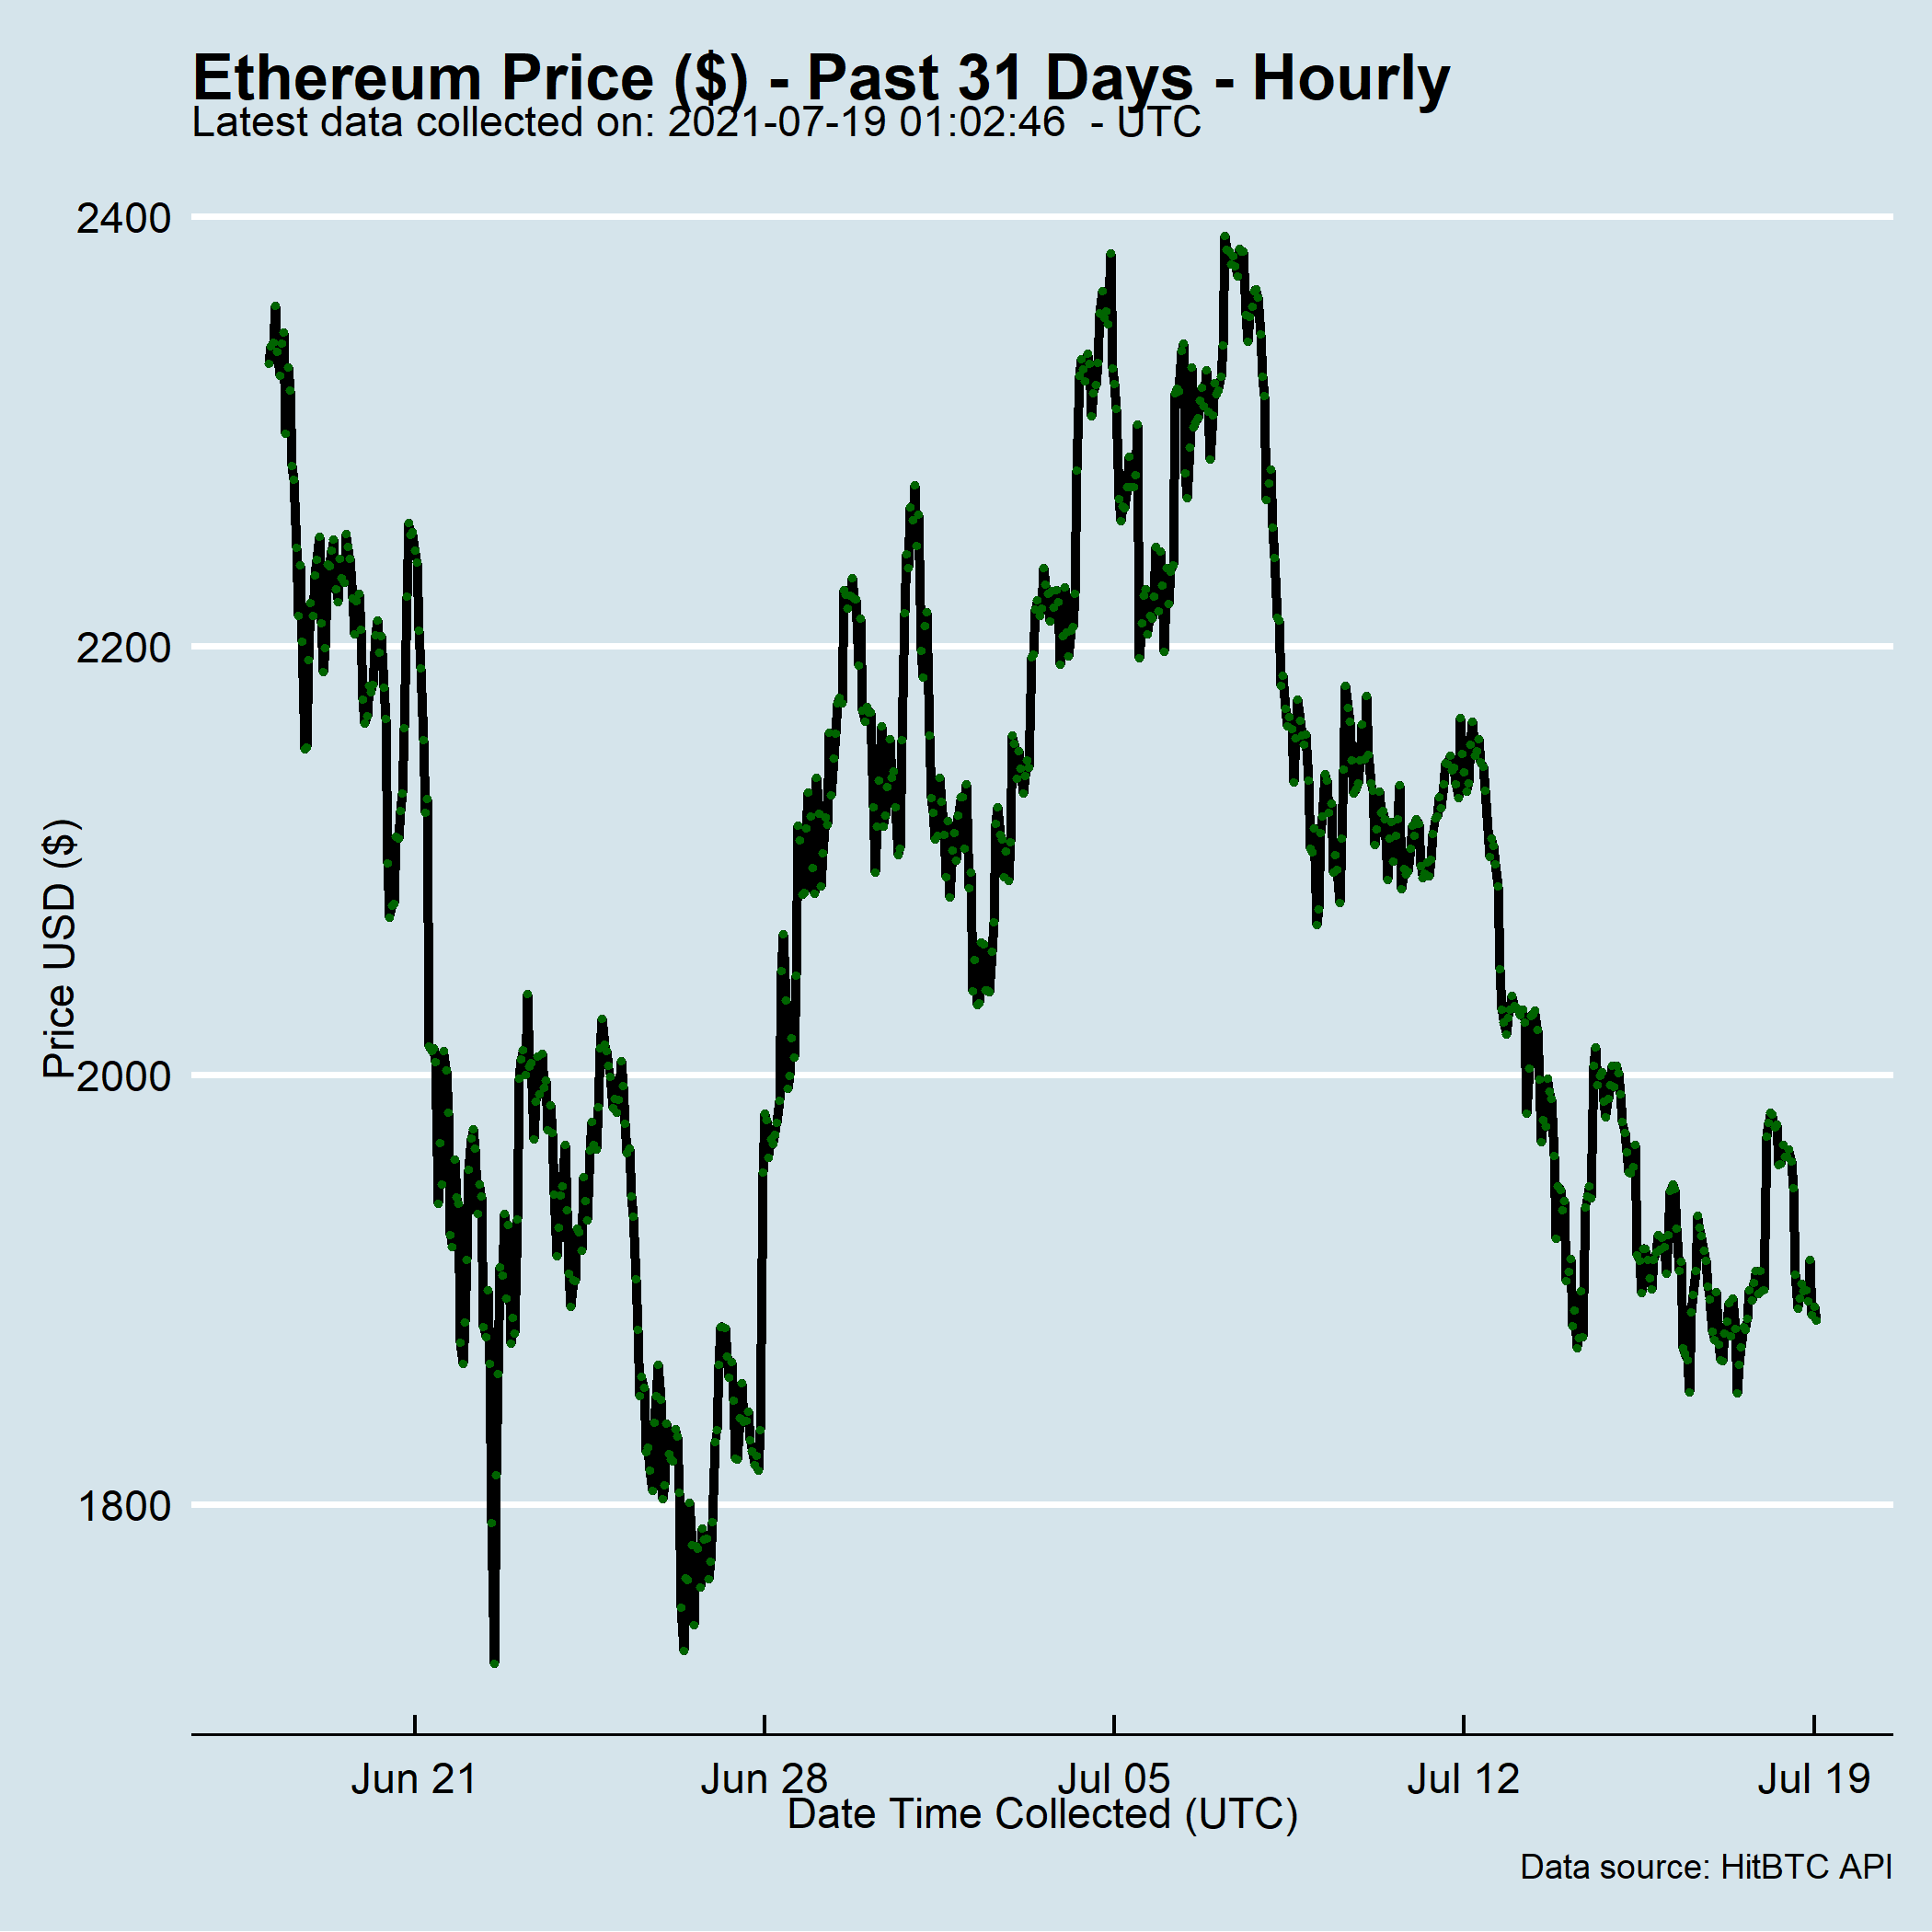 Ethereum Price ($) - Past 31 Days - Hourly
Latest data collected on: 2021-07-19 01:02:46  - UTC
2400
2200
2000
1800
Price USD ($)
Jun 21
Jun 28
Jul 05
Jul 12
Jul 19
Date Time Collected (UTC)
Data source: HitBTC API